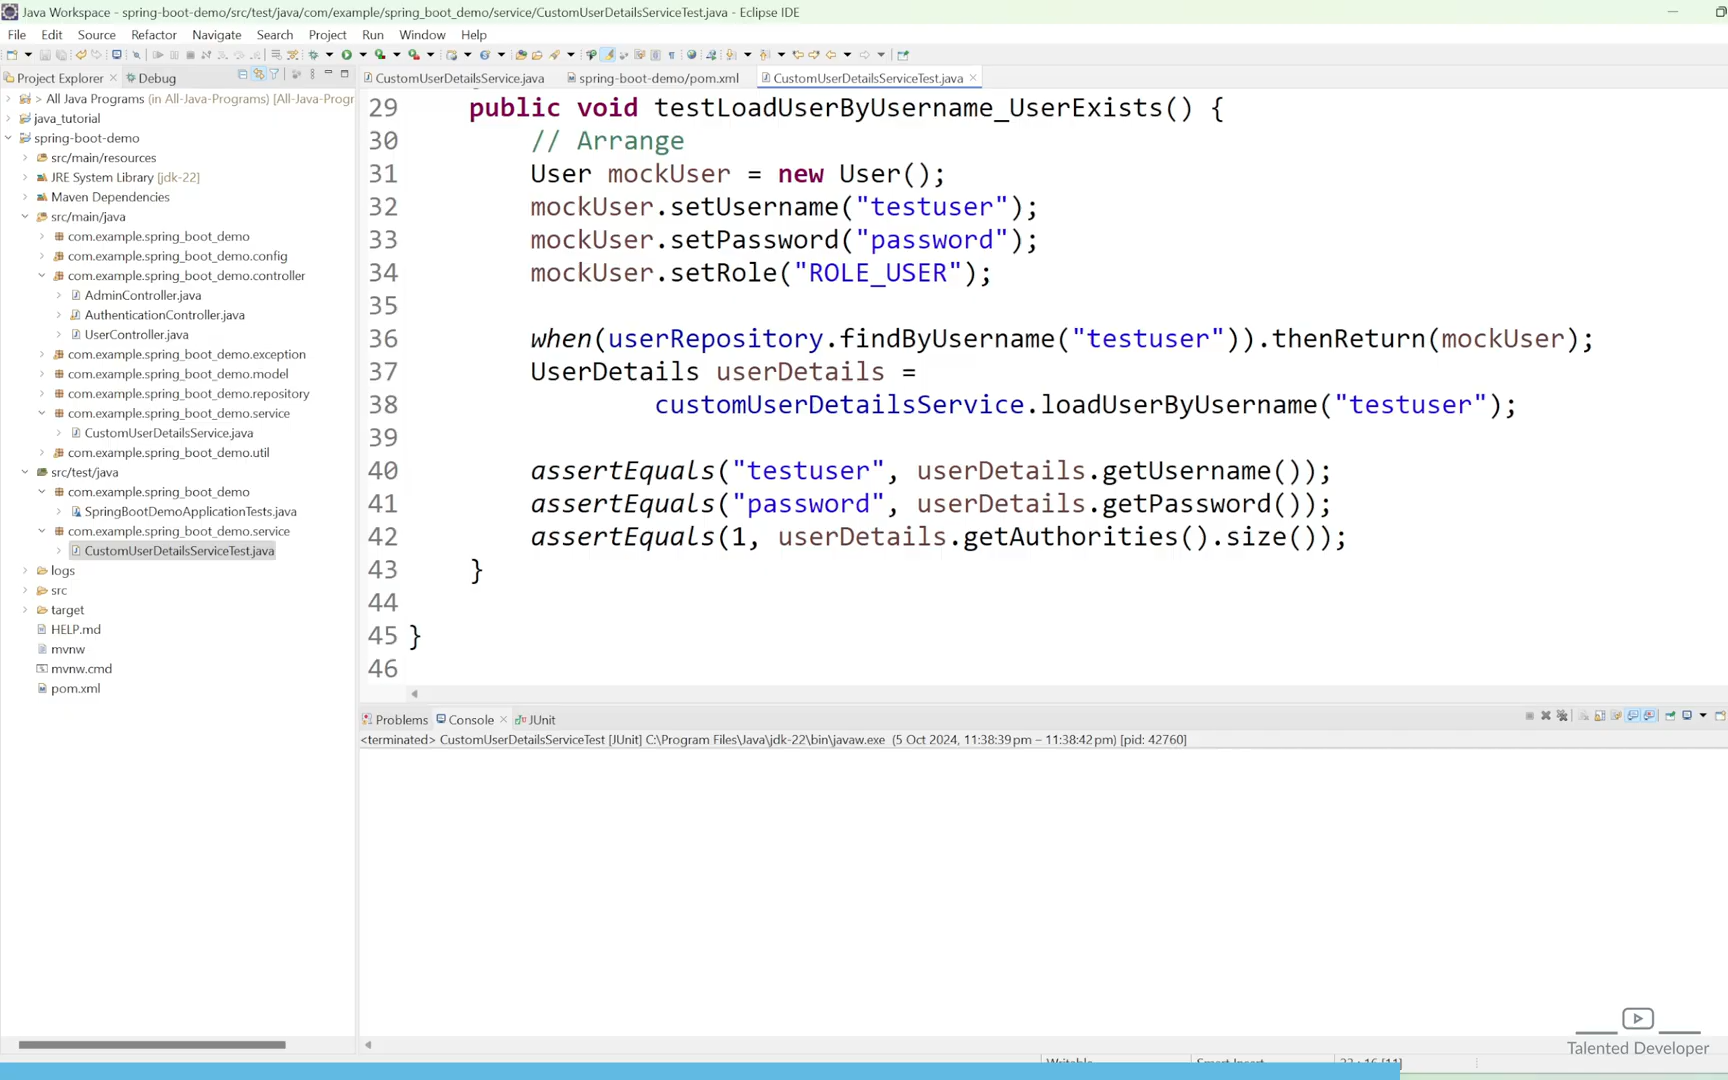 Java Workspace - spring-boot-demo/src/test/java/com/example/spring_boot_demo/service/CustomUserDetailsServiceTest.java - Eclipse IDE
File Edit Source Refactor Navigate Search Project Run Window Help
Project Explorer Debug
CustomUserDetailsService.java spring-boot-demo/pom.xml CustomUserDetailsServiceTest.java
> All Java Programs (in All-Java-Programs) [All-Java-Progr
java_tutorial
spring-boot-demo
src/main/resources
JRE System Library [jdk-22]
Maven Dependencies
src/main/java
com.example.spring_boot_demo
com.example.spring_boot_demo.config
com.example.spring_boot_demo.controller
AdminController.java
AuthenticationController.java
UserController.java
com.example.spring_boot_demo.exception
com.example.spring_boot_demo.model
com.example.spring_boot_demo.repository
com.example.spring_boot_demo.service
CustomUserDetailsService.java
com.example.spring_boot_demo.util
src/test/java
com.example.spring_boot_demo
SpringBootDemoApplicationTests.java
com.example.spring_boot_demo.service
CustomUserDetailsServiceTest.java
logs
src
target
HELP.md
mvnw
mvnw.cmd
pom.xml
29 public void testLoadUserByUsername_UserExists() {
30 // Arrange
31 User mockUser = new User();
32 mockUser.setUsername("testuser");
33 mockUser.setPassword("password");
34 mockUser.setRole("ROLE_USER");
35
36 when(userRepository.findByUsername("testuser")).thenReturn(mockUser);
37 UserDetails userDetails =
38 customUserDetailsService.loadUserByUsername("testuser");
39
40 assertEquals("testuser", userDetails.getUsername());
41 assertEquals("password", userDetails.getPassword());
42 assertEquals(1, userDetails.getAuthorities().size());
43 }
44
45 }
46
Problems Console JUnit
<terminated> CustomUserDetailsServiceTest [JUnit] C:\Program Files\Java\jdk-22\bin\javaw.exe (5 Oct 2024, 11:38:39 pm – 11:38:42 pm) [pid: 42760]
Talented Developer